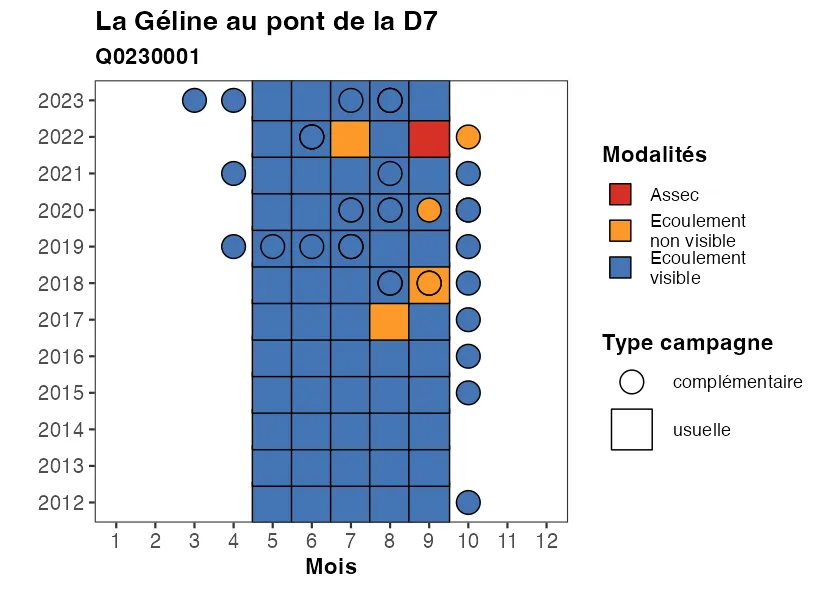 La Géline au pont de la D7
Q0230001
2023
2022
2021
2020
2019
2018
2017
2016
2015
2014
2013
2012
1 2 3 4 5 6 7 8 9 10 11 12
Mois
Modalités
Assec
Ecoulement
non visible
Ecoulement
visible
Type campagne
complémentaire
usuelle